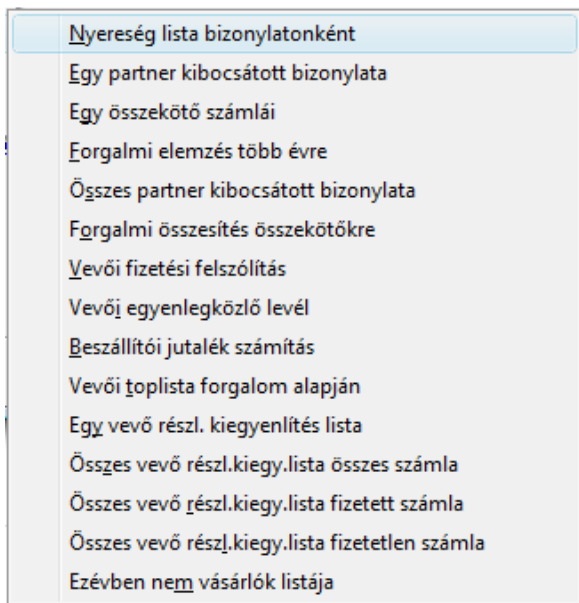 Nyereség lista bizonylatonként
Egy partner kibocsátott bizonylata
Egy összekötő számlái
Forgalmi elemzés több évre
Összes partner kibocsátott bizonylata
Forgalmi összesítés összekötőkre
Vevői fizetési felszólítás
Vevői egyenlegközlő levél
Beszállítói jutalék számítás
Vevői toplista forgalom alapján
Egy vevő részl. kiegyenlítés lista
Összes vevő részl.kiegy.lista összes számla
Összes vevő részl.kiegy.lista fizetett számla
Összes vevő részl.kiegy.lista fizetetlen számla
Ezévben nem vásárlók listája